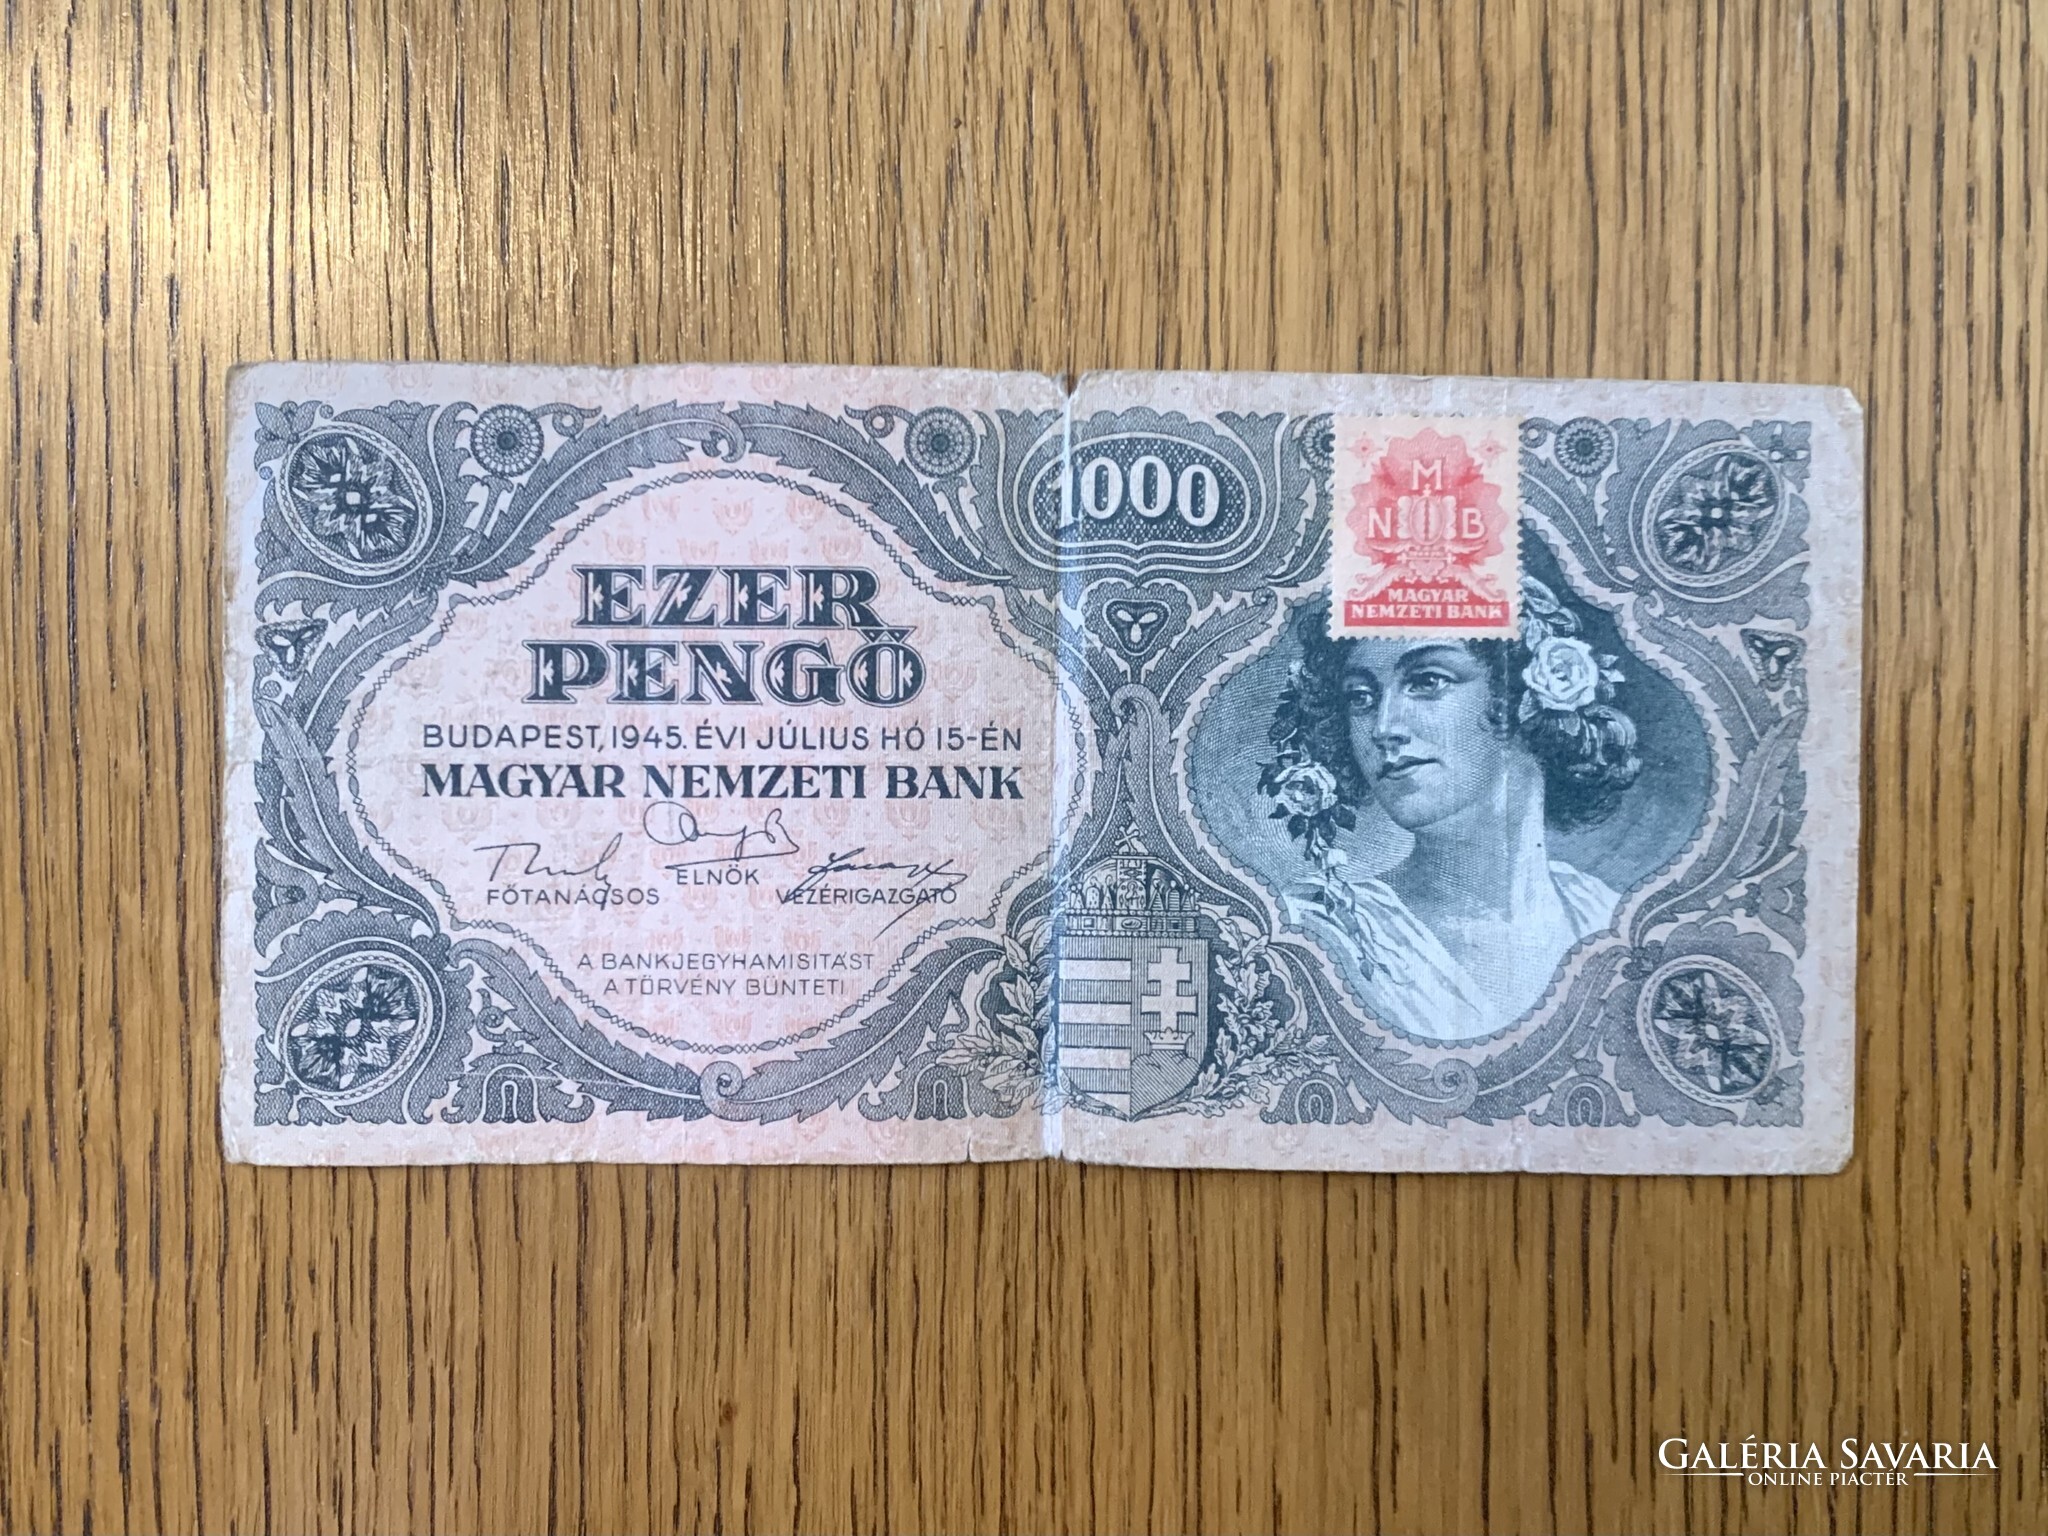 1000
M
N B
MAGYAR
NEMZETI BANK
EZER
PENGŐ
BUDAPEST, 1945. ÉVI JÚLIUS HÓ 15-ÉN
MAGYAR NEMZETI BANK
FŐTANÁCSOS ELNÖK VEZÉRIGAZGATÓ
A BANKJEGYHAMISITÁST
A TÖRVÉNY BÜNTETI
GALÉRIA SAVARIA
ONLINE PIACTÉR